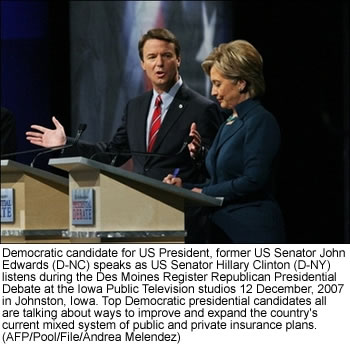 PRESIDENTIAL
DEBATE
Democratic candidate for US President, former US Senator John
Edwards (D-NC) speaks as US Senator Hillary Clinton (D-NY)
listens during the Des Moines Register Republican Presidential
Debate at the Iowa Public Television studios 12 December, 2007
in Johnston, Iowa. Top Democratic presidential candidates all
are talking about ways to improve and expand the country's
current mixed system of public and private insurance plans.
(AFP/Pool/File/Andrea Melendez)